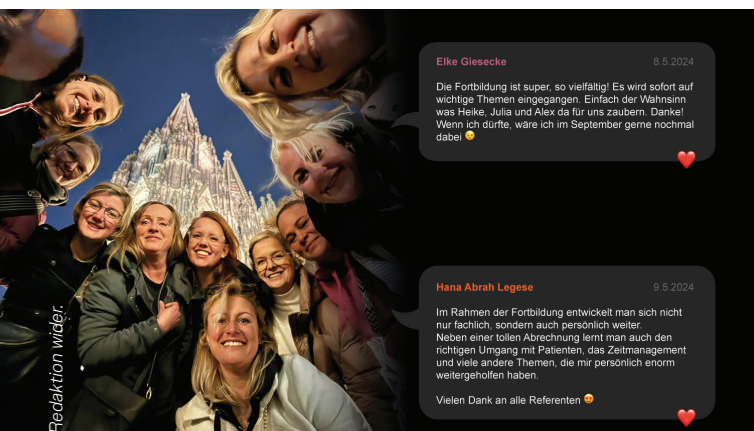 Redaktion wider.
Elke Giesecke 8.5.2024
Die Fortbildung ist super, so vielfältig! Es wird sofort auf
wichtige Themen eingegangen. Einfach der Wahnsinn
was Heike, Julia und Alex da für uns zaubern. Danke!
Wenn ich dürfte, wäre ich im September gerne nochmal
dabei 😉
Hana Abrah Legese 9.5.2024
Im Rahmen der Fortbildung entwickelt man sich nicht
nur fachlich, sondern auch persönlich weiter.
Neben einer tollen Abrechnung lernt man auch den
richtigen Umgang mit Patienten, das Zeitmanagement
und viele andere Themen, die mir persönlich enorm
weitergeholfen haben.
Vielen Dank an alle Referenten 😍